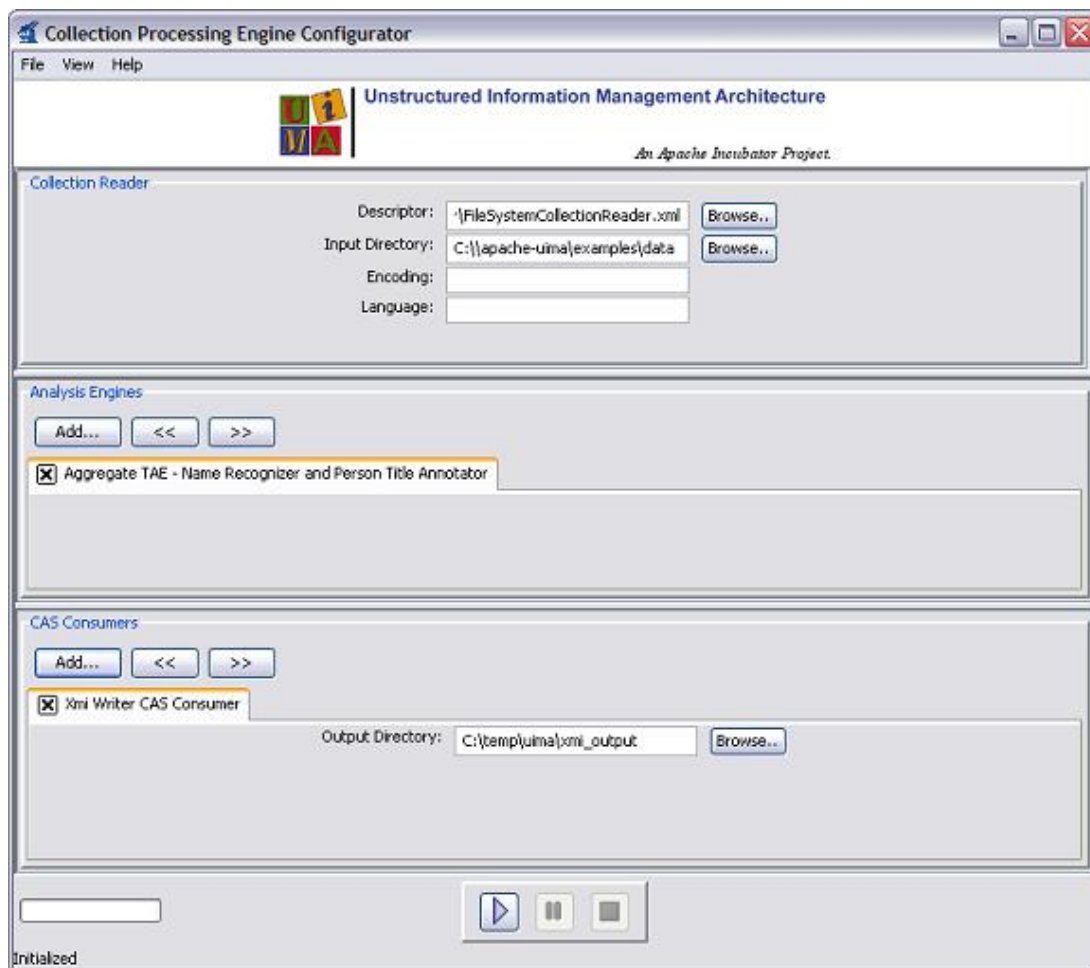 Collection Processing Engine Configurator
File View Help
UiMA
Unstructured Information Management Architecture
An Apache Incubator Project.
Collection Reader
Descriptor: \FileSystemCollectionReader.xml Browse..
Input Directory: C:\\apache-uima\examples\data Browse..
Encoding:
Language:
Analysis Engines
Add... << >>
Aggregate TAE - Name Recognizer and Person Title Annotator
CAS Consumers
Add... << >>
Xmi Writer CAS Consumer
Output Directory: C:\temp\uima\xmi_output Browse..
Initialized